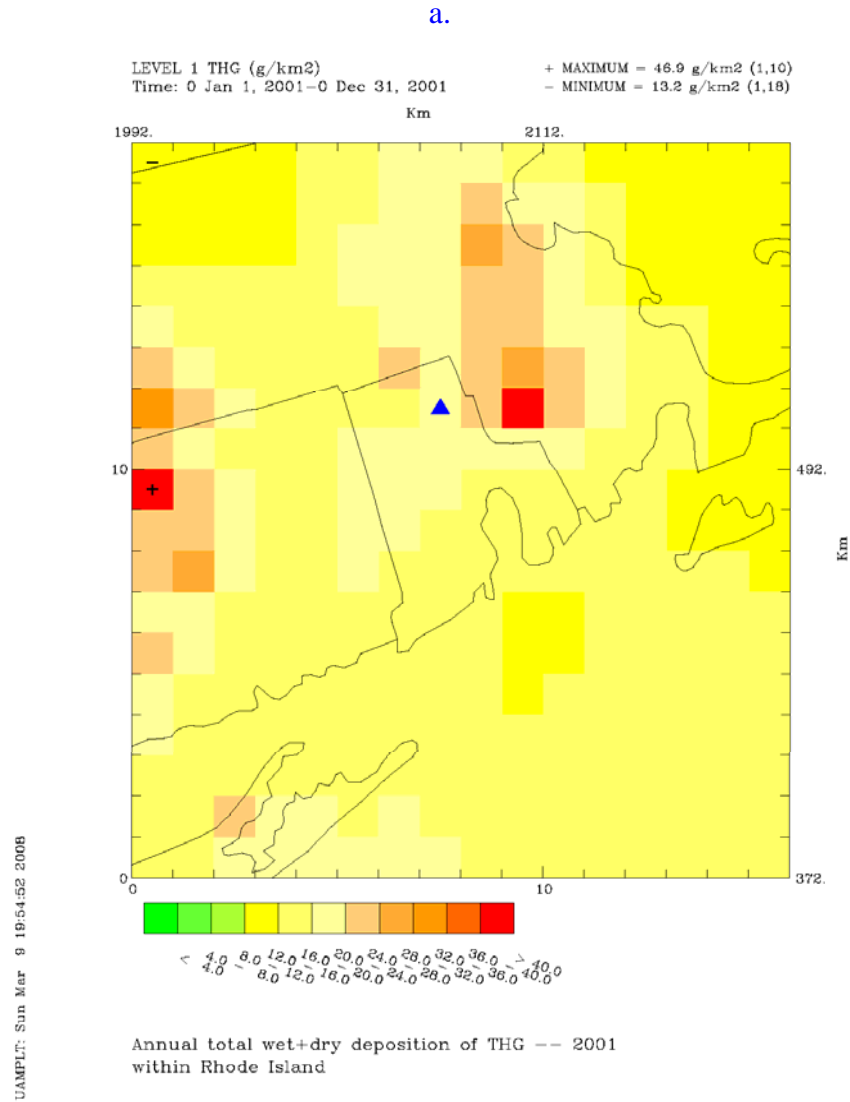 a.
LEVEL 1 THG (g/km2)
Time: 0 Jan 1, 2001-0 Dec 31, 2001
+ MAXIMUM = 46.9 g/km2 (1,10)
- MINIMUM = 13.2 g/km2 (1,18)
Km
1992. 2112.
10 492.
Km
0 372.
0 10
< 4.0
4.0 - 8.0
8.0 - 12.0
12.0 - 16.0
16.0 - 20.0
20.0 - 24.0
24.0 - 28.0
28.0 - 32.0
32.0 - 36.0
36.0 - 40.0
> 40.0
Annual total wet+dry deposition of THG -- 2001
within Rhode Island
UAMPLT: Sun Mar 9 19:54:52 2008